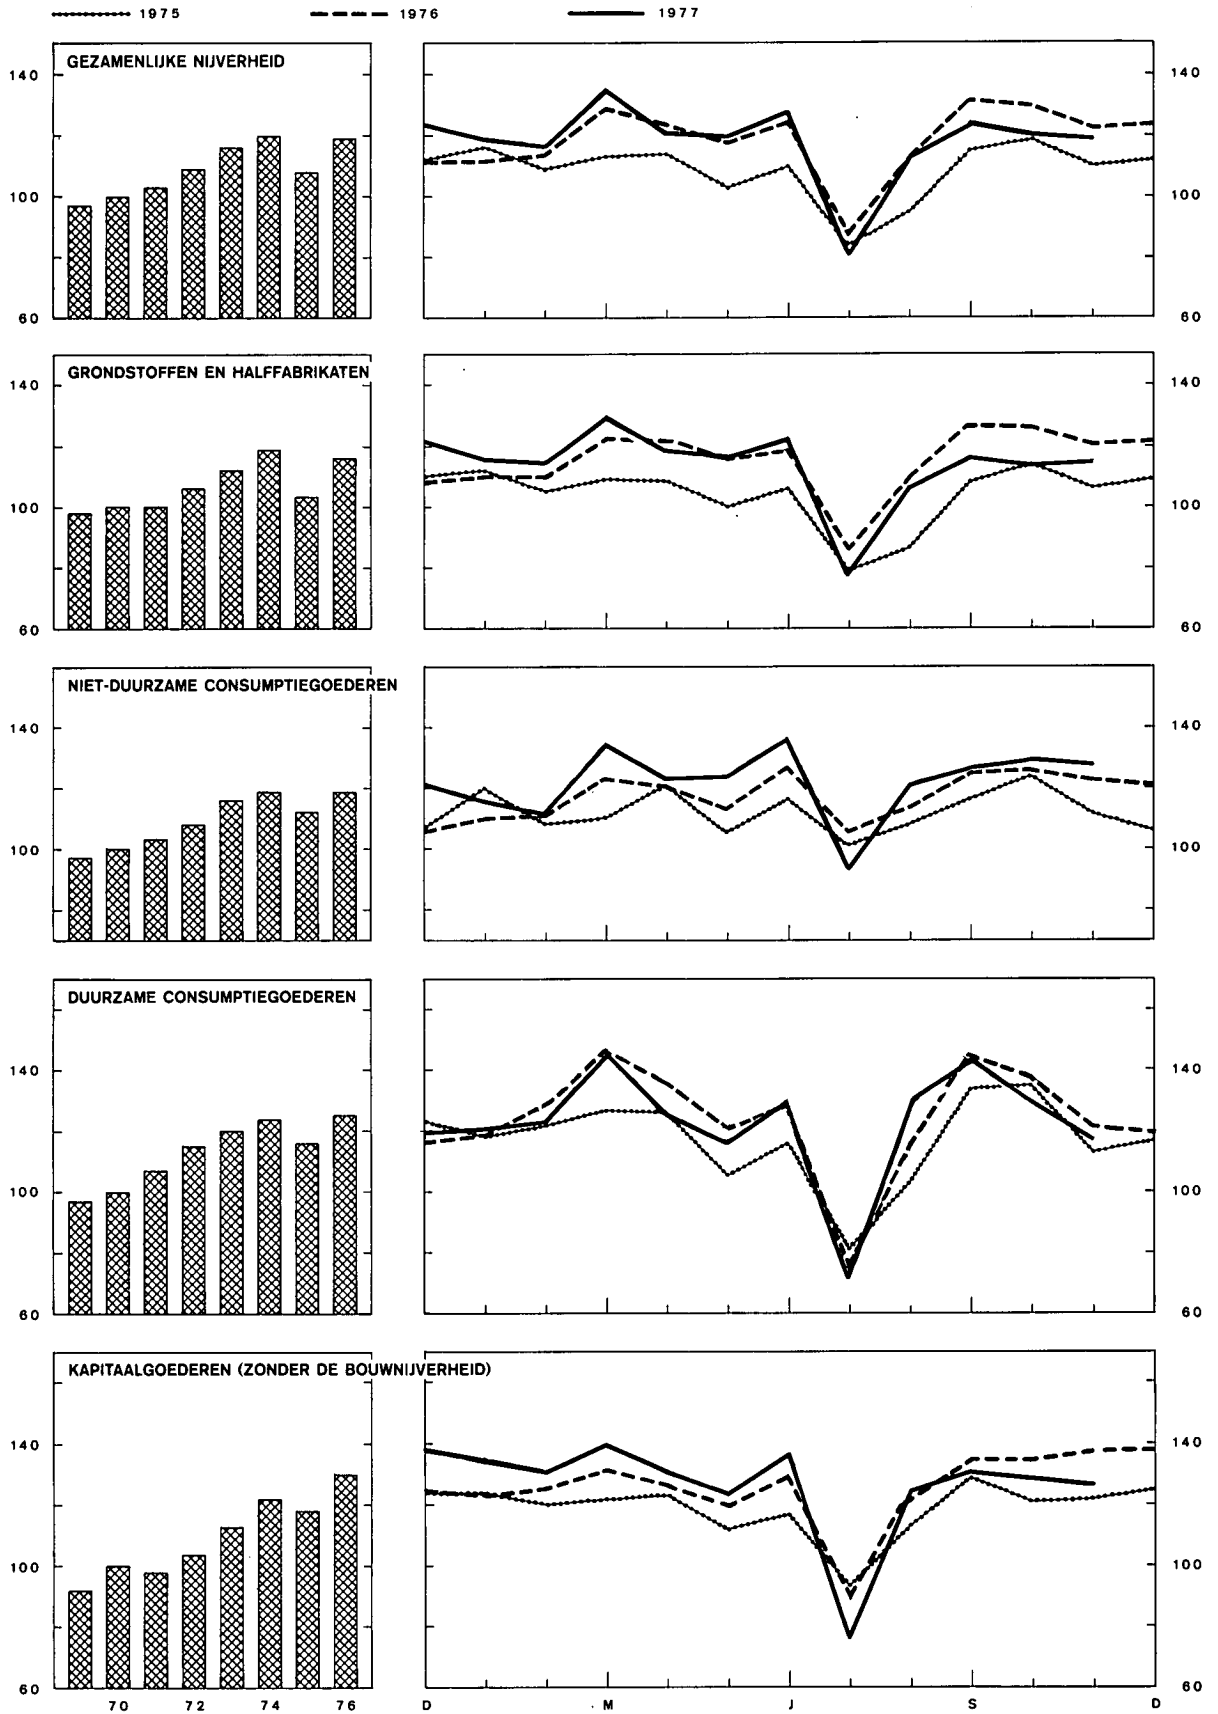 1975 1976 1977
GEZAMENLIJKE NIJVERHEID
140 140
100 100
60 60
GRONDSTOFFEN EN HALFFABRIKATEN
140 140
100 100
60 60
NIET-DUURZAME CONSUMPTIEGOEDEREN
140 140
100 100
DUURZAME CONSUMPTIEGOEDEREN
140 140
100 100
60 60
KAPITAALGOEDEREN (ZONDER DE BOUWNIJVERHEID)
140 140
100 100
60 60
70 72 74 76 D M J S D